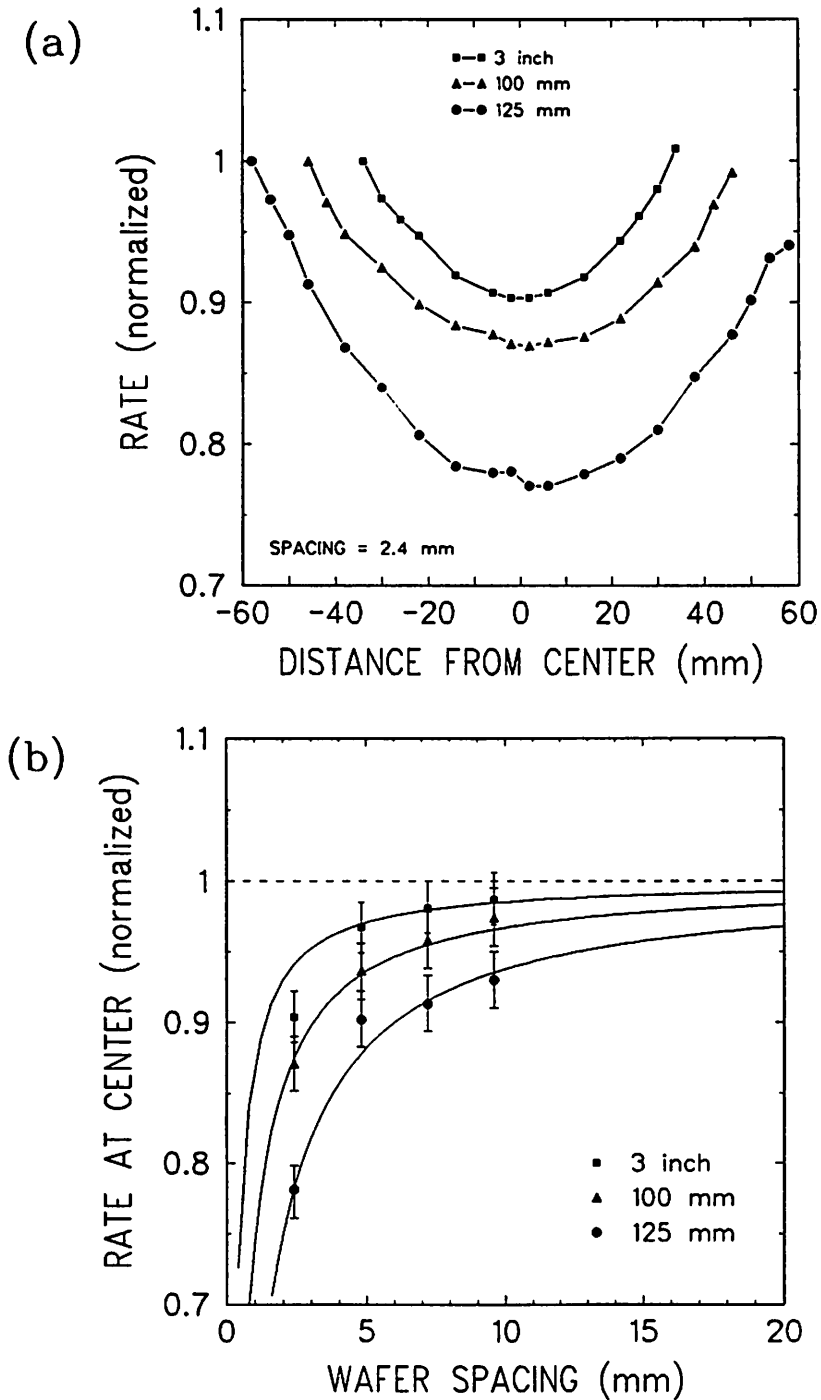 (a)
1.1
1
0.9
0.8
0.7
RATE (normalized)
3 inch
100 mm
125 mm
SPACING = 2.4 mm
-60 -40 -20 0 20 40 60
DISTANCE FROM CENTER (mm)
(b)
1.1
1
0.9
0.8
0.7
RATE AT CENTER (normalized)
3 inch
100 mm
125 mm
0 5 10 15 20
WAFER SPACING (mm)